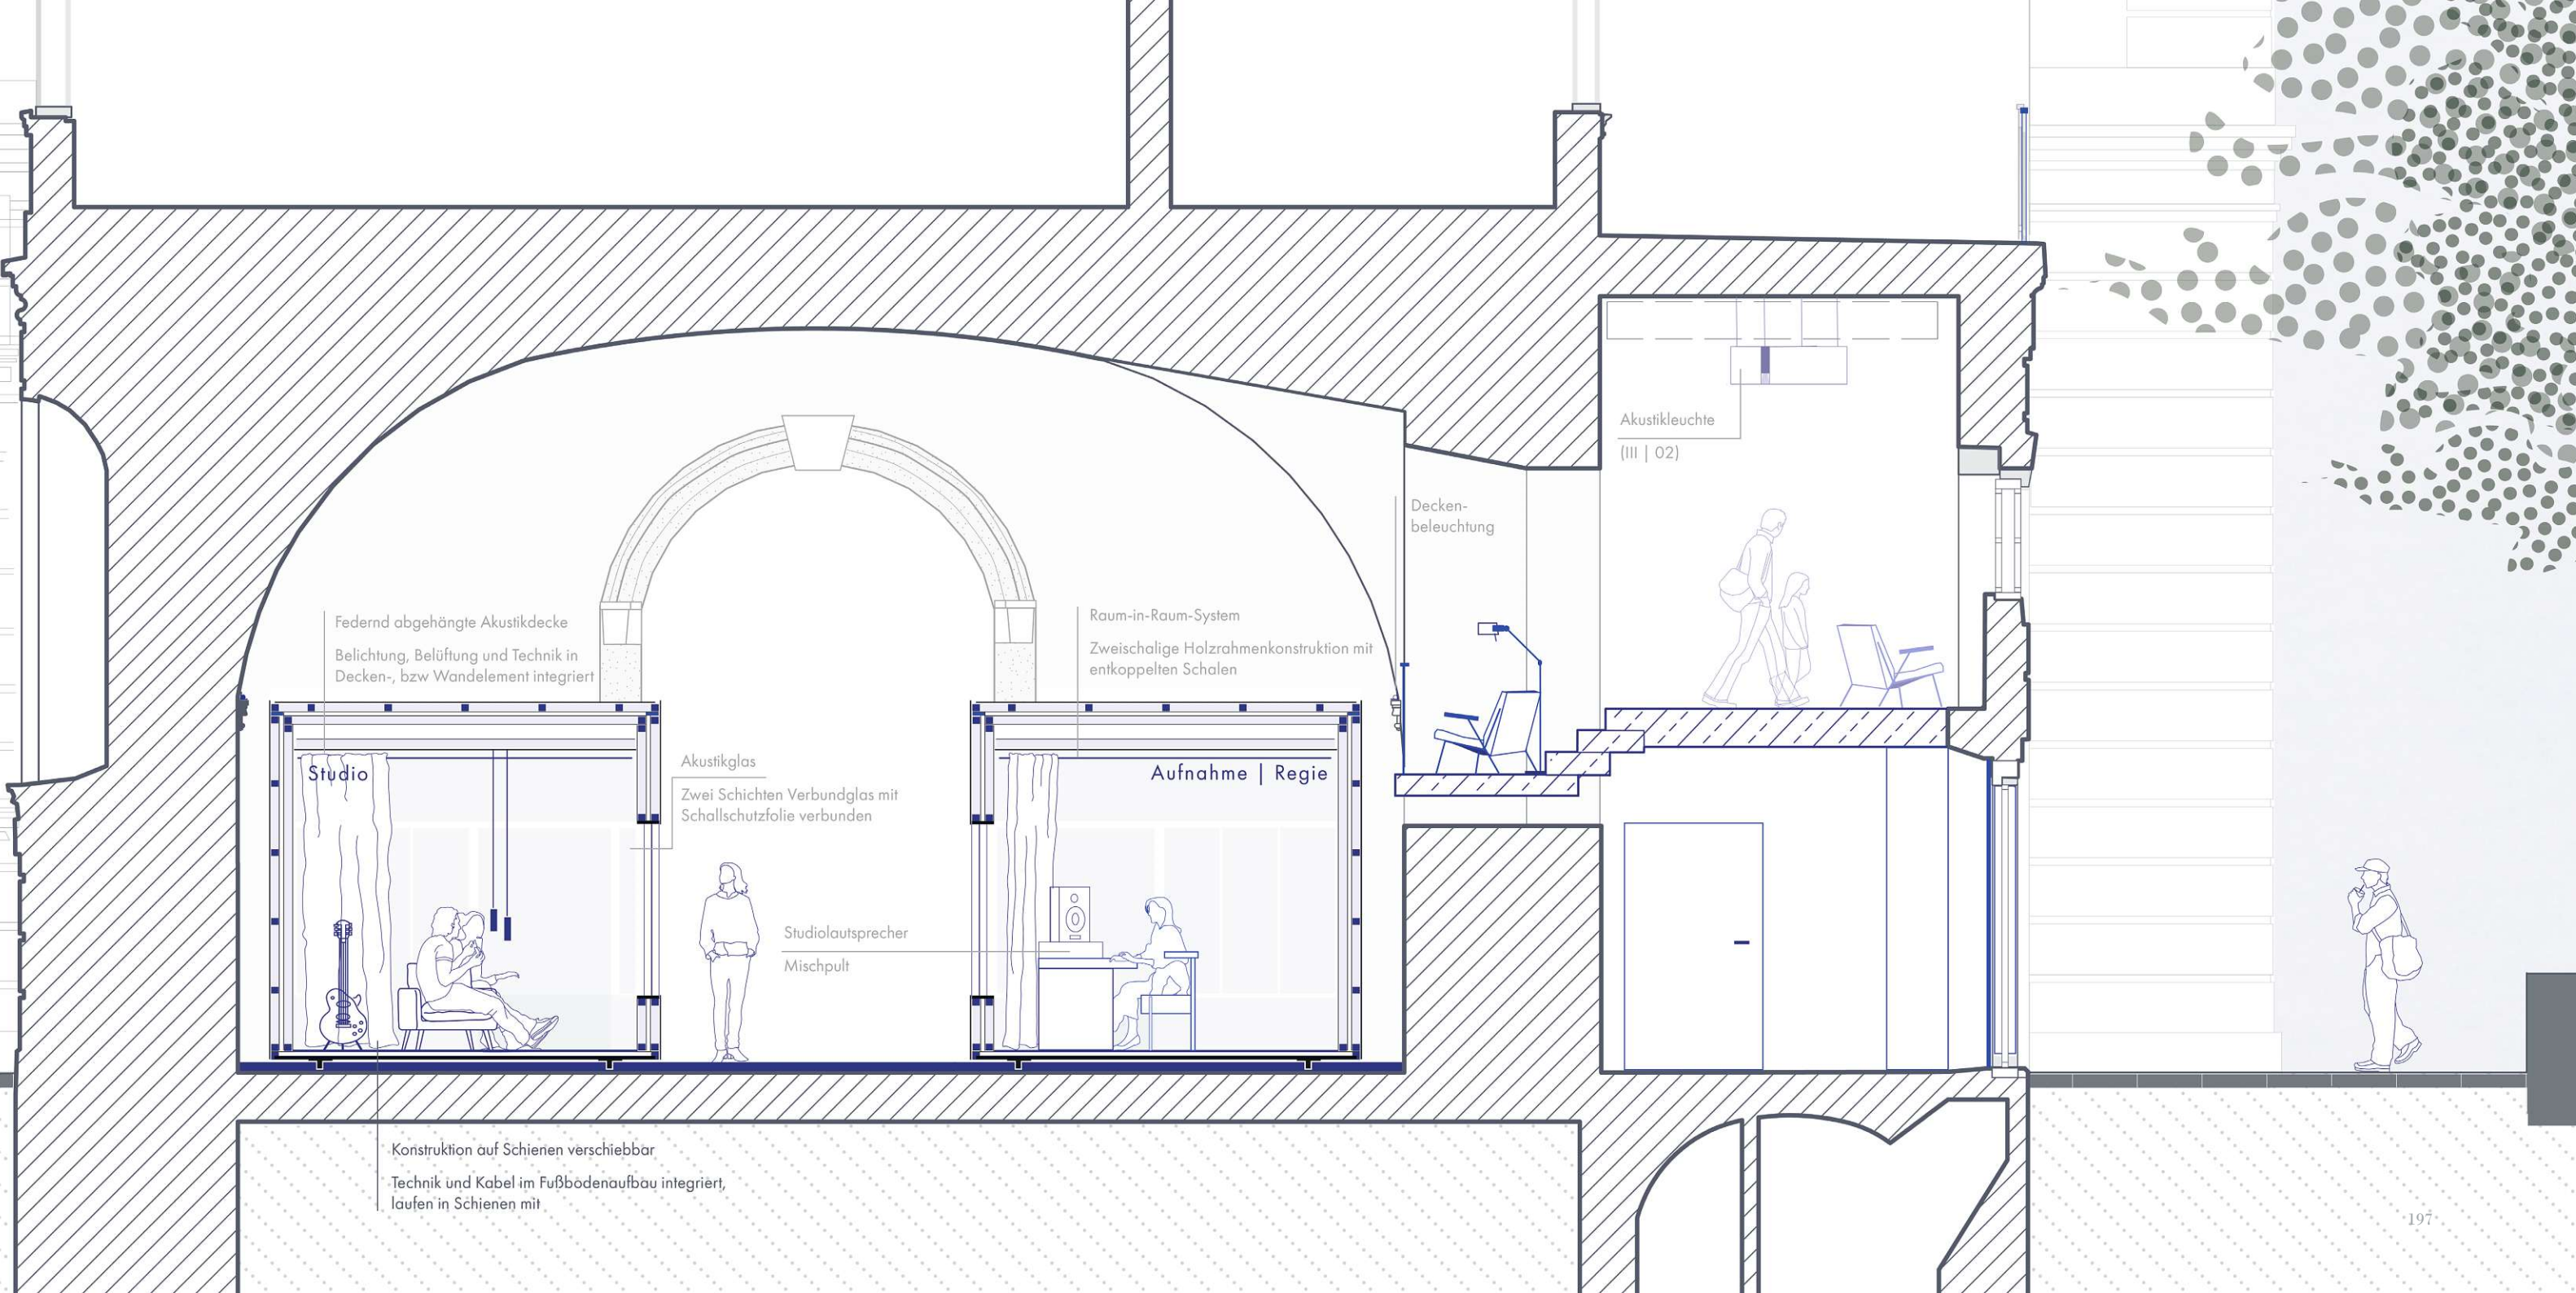 Akustikleuchte
(III | 02)
Decken-
beleuchtung
Federnd abgehängte Akustikdecke
Belichtung, Belüftung und Technik in
Decken-, bzw Wandelement integriert
Raum-in-Raum-System
Zweischalige Holzrahmenkonstruktion mit
entkoppelten Schalen
Studio
Akustikglas
Zwei Schichten Verbundglas mit
Schallschutzfolie verbunden
Aufnahme | Regie
Studiolautsprecher
Mischpult
Konstruktion auf Schienen verschiebbar
Technik und Kabel im Fußbodenaufbau integriert,
laufen in Schienen mit
197